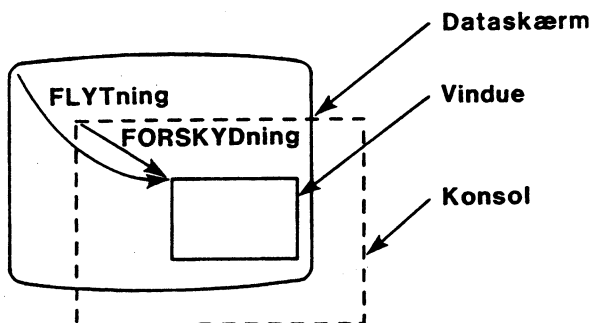 Dataskærm
FLYTning
Vindue
FORSKYDning
Konsol